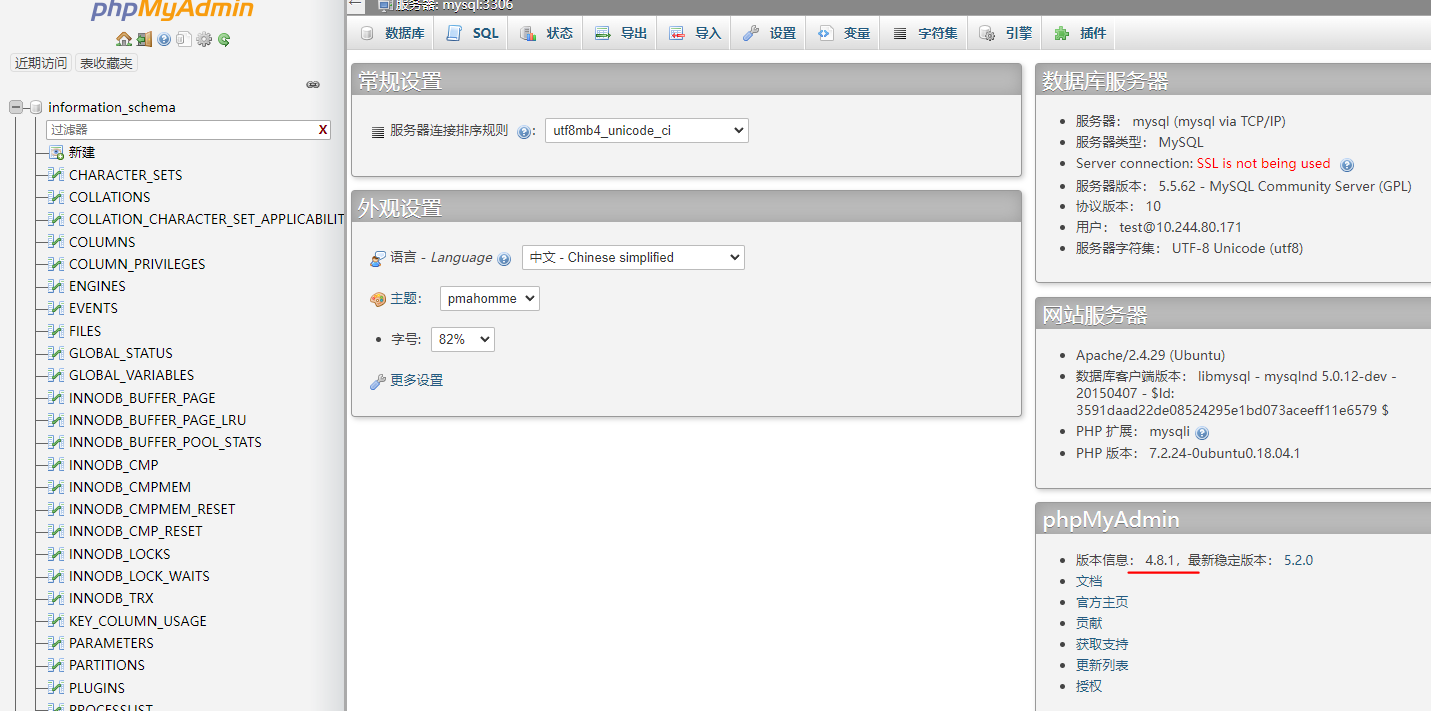 phpMyAdmin
近期访问 表收藏夹
information_schema
过滤器 X
新建
CHARACTER_SETS
COLLATIONS
COLLATION_CHARACTER_SET_APPLICABILIT
COLUMNS
COLUMN_PRIVILEGES
ENGINES
EVENTS
FILES
GLOBAL_STATUS
GLOBAL_VARIABLES
INNODB_BUFFER_PAGE
INNODB_BUFFER_PAGE_LRU
INNODB_BUFFER_POOL_STATS
INNODB_CMP
INNODB_CMPMEM
INNODB_CMPMEM_RESET
INNODB_CMP_RESET
INNODB_LOCKS
INNODB_LOCK_WAITS
INNODB_TRX
KEY_COLUMN_USAGE
PARAMETERS
PARTITIONS
PLUGINS
PROCESSLIST
服务器: mysql:3306
数据库 SQL 状态 导出 导入 设置 变量 字符集 引擎 插件
常规设置
服务器连接排序规则 : utf8mb4_unicode_ci
外观设置
语言 - Language 中文 - Chinese simplified
主题: pmahomme
字号: 82%
更多设置
数据库服务器
服务器: mysql (mysql via TCP/IP)
服务器类型: MySQL
Server connection: SSL is not being used
服务器版本: 5.5.62 - MySQL Community Server (GPL)
协议版本: 10
用户: test@10.244.80.171
服务器字符集: UTF-8 Unicode (utf8)
网站服务器
Apache/2.4.29 (Ubuntu)
数据库客户端版本: libmysql - mysqlnd 5.0.12-dev -
20150407 - $Id:
3591daad22de08524295e1bd073aceeff11e6579 $
PHP 扩展: mysqli
PHP 版本: 7.2.24-0ubuntu0.18.04.1
phpMyAdmin
版本信息: 4.8.1, 最新稳定版本: 5.2.0
文档
官方主页
贡献
获取支持
更新列表
授权